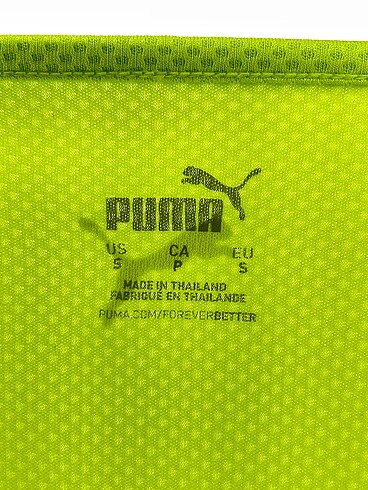 PUMA
US CA EU
S P S
MADE IN THAILAND
FABRIQUÉ EN THAÏLANDE
PUMA.COM/FOREVERBETTER